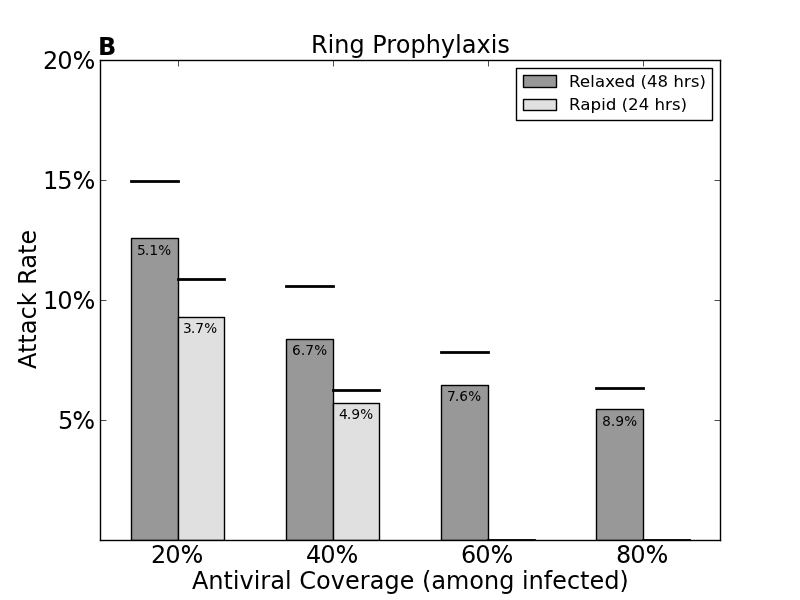 B
Ring Prophylaxis
20%
15%
10%
5%
Attack Rate
Relaxed (48 hrs)
Rapid (24 hrs)
5.1%
3.7%
6.7%
4.9%
7.6%
8.9%
20%
40%
60%
80%
Antiviral Coverage (among infected)